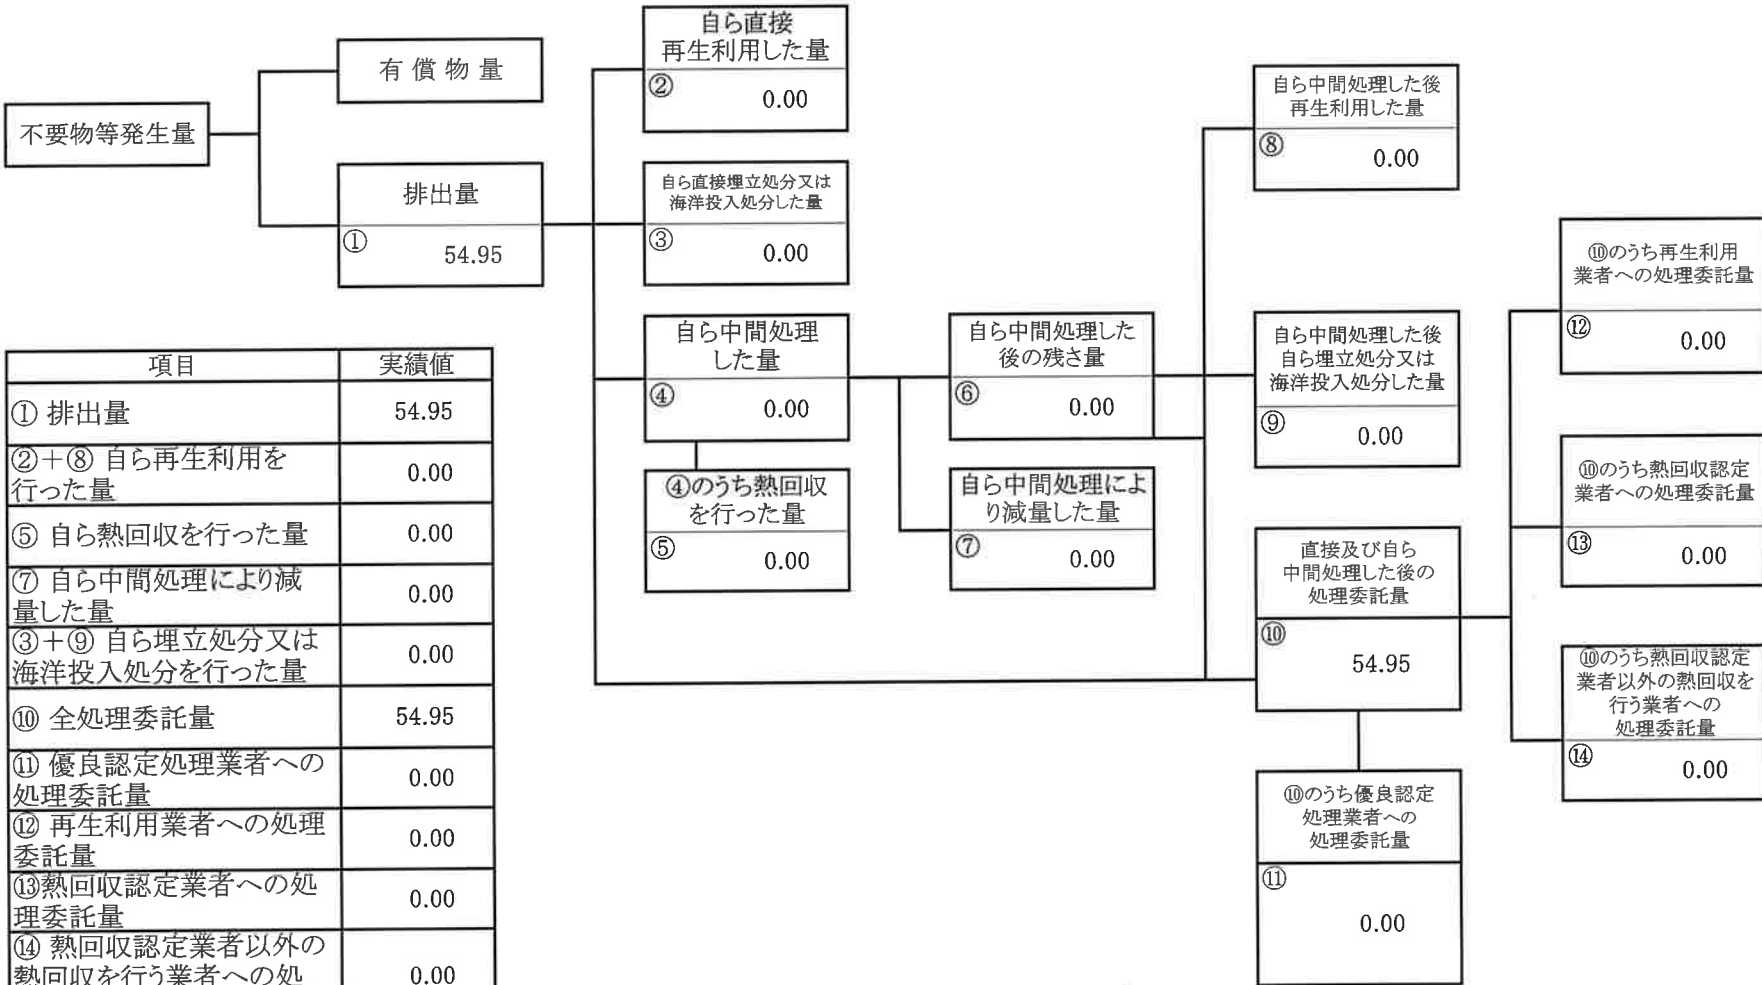 不要物等発生量
有償物量
排出量
①
54.95
自ら直接
再生利用した量
②
0.00
自ら直接埋立処分又は
海洋投入処分した量
③
0.00
自ら中間処理
した量
④
0.00
④のうち熱回収
を行った量
⑤
0.00
自ら中間処理した
後の残さ量
⑥
0.00
自ら中間処理によ
り減量した量
⑦
0.00
自ら中間処理した後
再生利用した量
⑧
0.00
自ら中間処理した後
自ら埋立処分又は
海洋投入処分した量
⑨
0.00
直接及び自ら
中間処理した後の
処理委託量
⑩
54.95
⑩のうち優良認定
処理業者への
処理委託量
⑪
0.00
⑩のうち再生利用
業者への処理委託量
⑫
0.00
⑩のうち熱回収認定
業者への処理委託量
⑬
0.00
⑩のうち熱回収認定
業者以外の熱回収を
行う業者への
処理委託量
⑭
0.00
項目 実績値
① 排出量 54.95
②+⑧ 自ら再生利用を
行った量 0.00
⑤ 自ら熱回収を行った量 0.00
⑦ 自ら中間処理により減
量した量 0.00
③+⑨ 自ら埋立処分又は
海洋投入処分を行った量 0.00
⑩ 全処理委託量 54.95
⑪ 優良認定処理業者への
処理委託量 0.00
⑫ 再生利用業者への処理
委託量 0.00
⑬熱回収認定業者への処
理委託量 0.00
⑭ 熱回収認定業者以外の
熱回収を行う業者への処 0.00